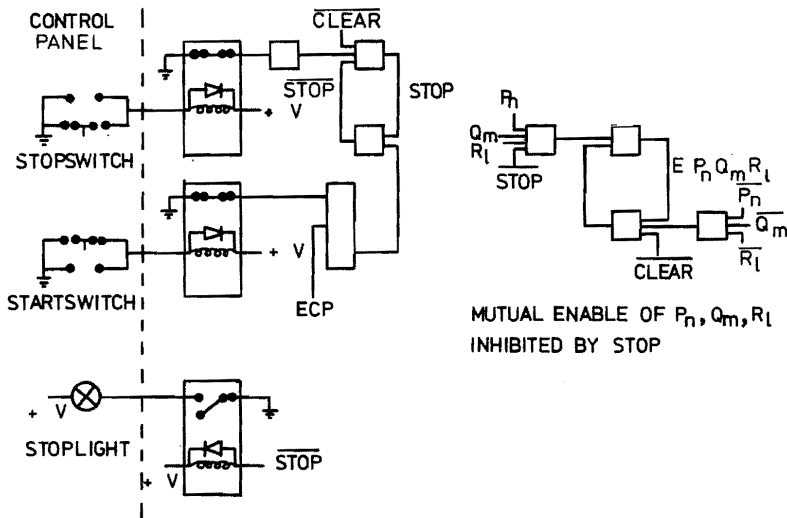 CONTROL
PANEL
CLEAR
STOP
STOP
+ V
STOPSWITCH
+ V
STARTSWITCH
ECP
+ V
STOPLIGHT
+ V
STOP
Pn
Qm
Rl
STOP
E Pn Qm Rl
Pn
Qm
Rl
CLEAR
MUTUAL ENABLE OF Pn, Qm, Rl
INHIBITED BY STOP